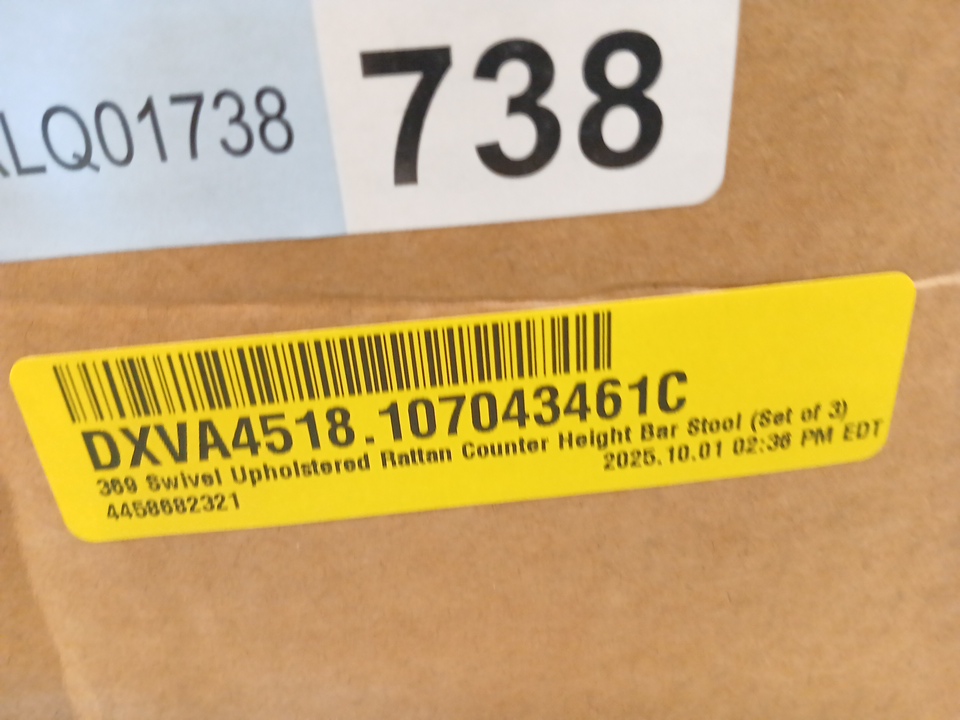 LQ01738
738
DXVA4518.107043461C
369 Swivel Upholstered Rattan Counter Height Bar Stool (Set of 3)
2025.10.01 02:36 PM EDT
4458682321